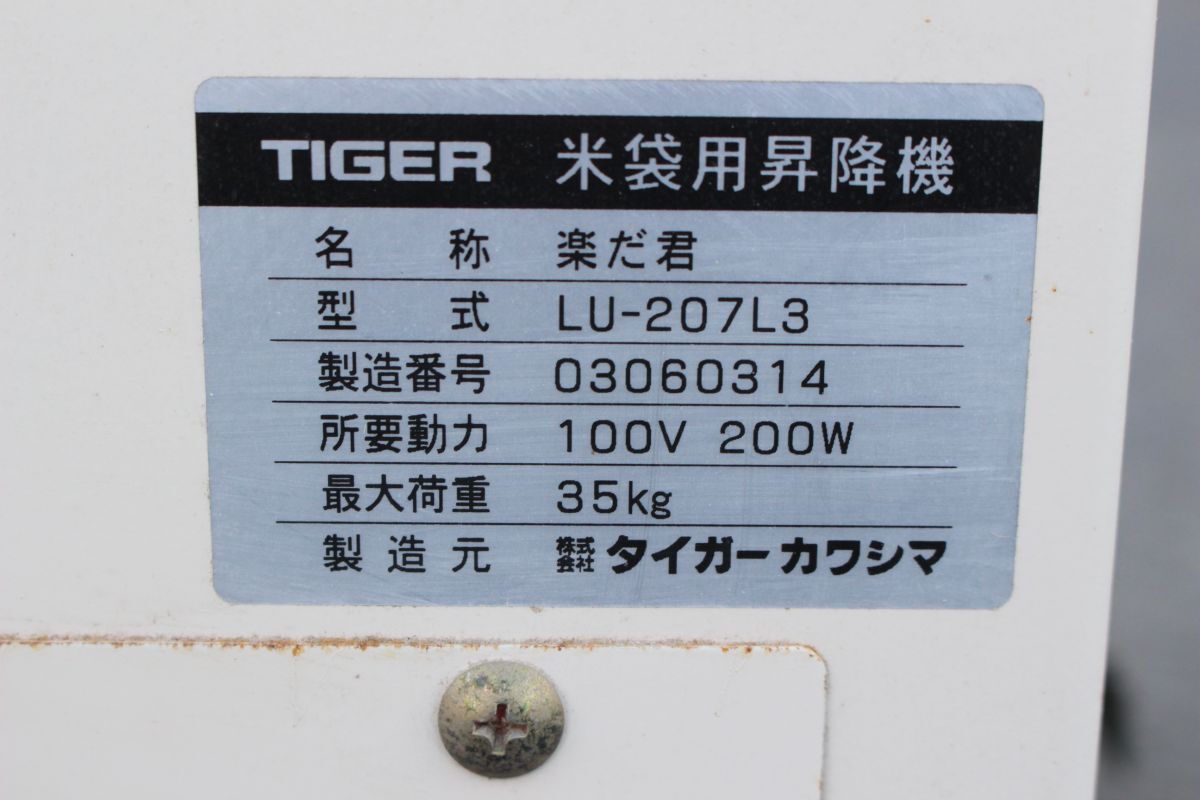 TIGER 米袋用昇降機
名称 楽だ君
型式 LU-207L3
製造番号 03060314
所要動力 100V 200W
最大荷重 35kg
製造元 株式会社 タイガーカワシマ